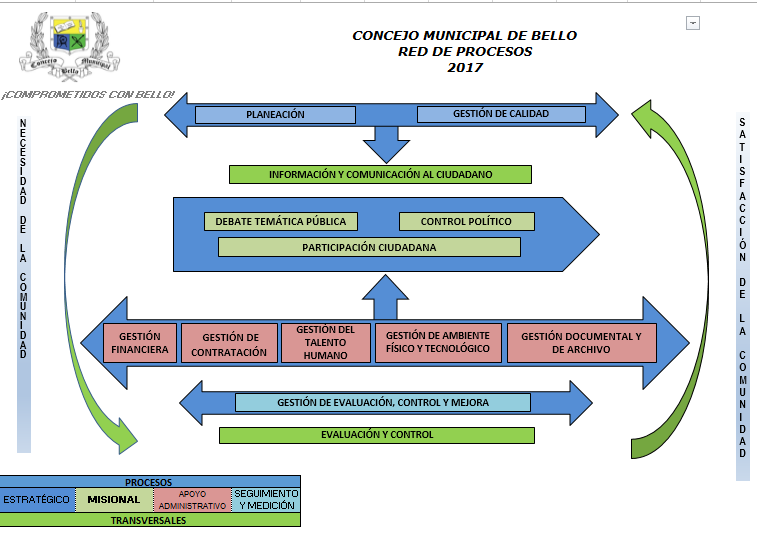 CONCEJO MUNICIPAL DE BELLO
RED DE PROCESOS
2017
Concejo Municipal
Bello
¡COMPROMETIDOS CON BELLO!
NECESIDAD DE LA COMUNIDAD
PLANEACIÓN
GESTIÓN DE CALIDAD
INFORMACIÓN Y COMUNICACIÓN AL CIUDADANO
DEBATE TEMÁTICA PÚBLICA
CONTROL POLÍTICO
PARTICIPACIÓN CIUDADANA
GESTIÓN
FINANCIERA
GESTIÓN DE
CONTRATACIÓN
GESTIÓN DEL
TALENTO
HUMANO
GESTIÓN DE AMBIENTE
FÍSICO Y TECNOLÓGICO
GESTIÓN DOCUMENTAL Y
DE ARCHIVO
GESTIÓN DE EVALUACIÓN, CONTROL Y MEJORA
EVALUACIÓN Y CONTROL
SATISFACCIÓN DE LA COMUNIDAD
PROCESOS
ESTRATÉGICO
MISIONAL
APOYO
ADMINISTRATIVO
SEGUIMIENTO
Y MEDICIÓN
TRANSVERSALES